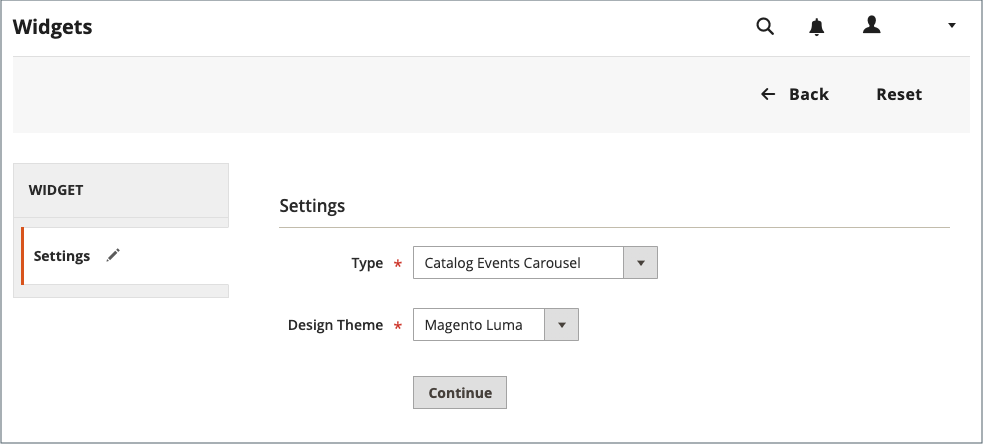 Widgets
Back
Reset
WIDGET
Settings
Settings
Type * Catalog Events Carousel
Design Theme * Magento Luma
Continue